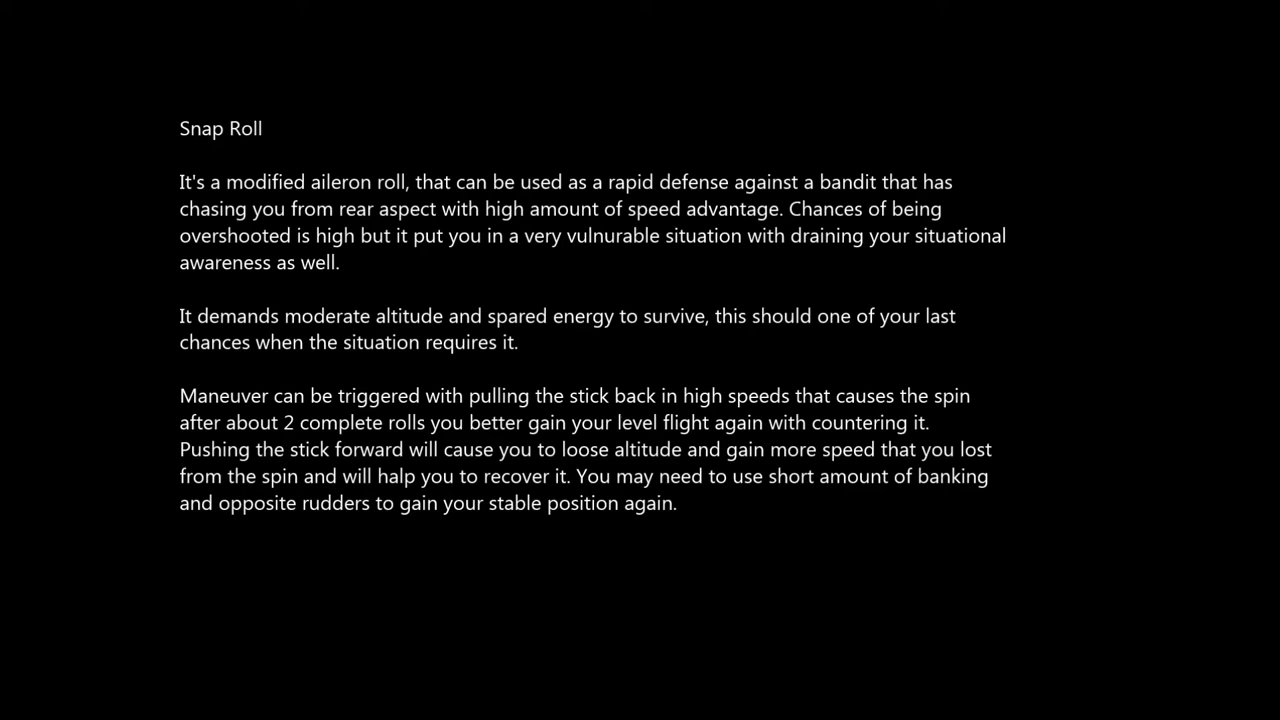 Snap Roll
It's a modified aileron roll, that can be used as a rapid defense against a bandit that has
chasing you from rear aspect with high amount of speed advantage. Chances of being
overshooted is high but it put you in a very vulnurable situation with draining your situational
awareness as well.
It demands moderate altitude and spared energy to survive, this should one of your last
chances when the situation requires it.
Maneuver can be triggered with pulling the stick back in high speeds that causes the spin
after about 2 complete rolls you better gain your level flight again with countering it.
Pushing the stick forward will cause you to loose altitude and gain more speed that you lost
from the spin and will halp you to recover it. You may need to use short amount of banking
and opposite rudders to gain your stable position again.